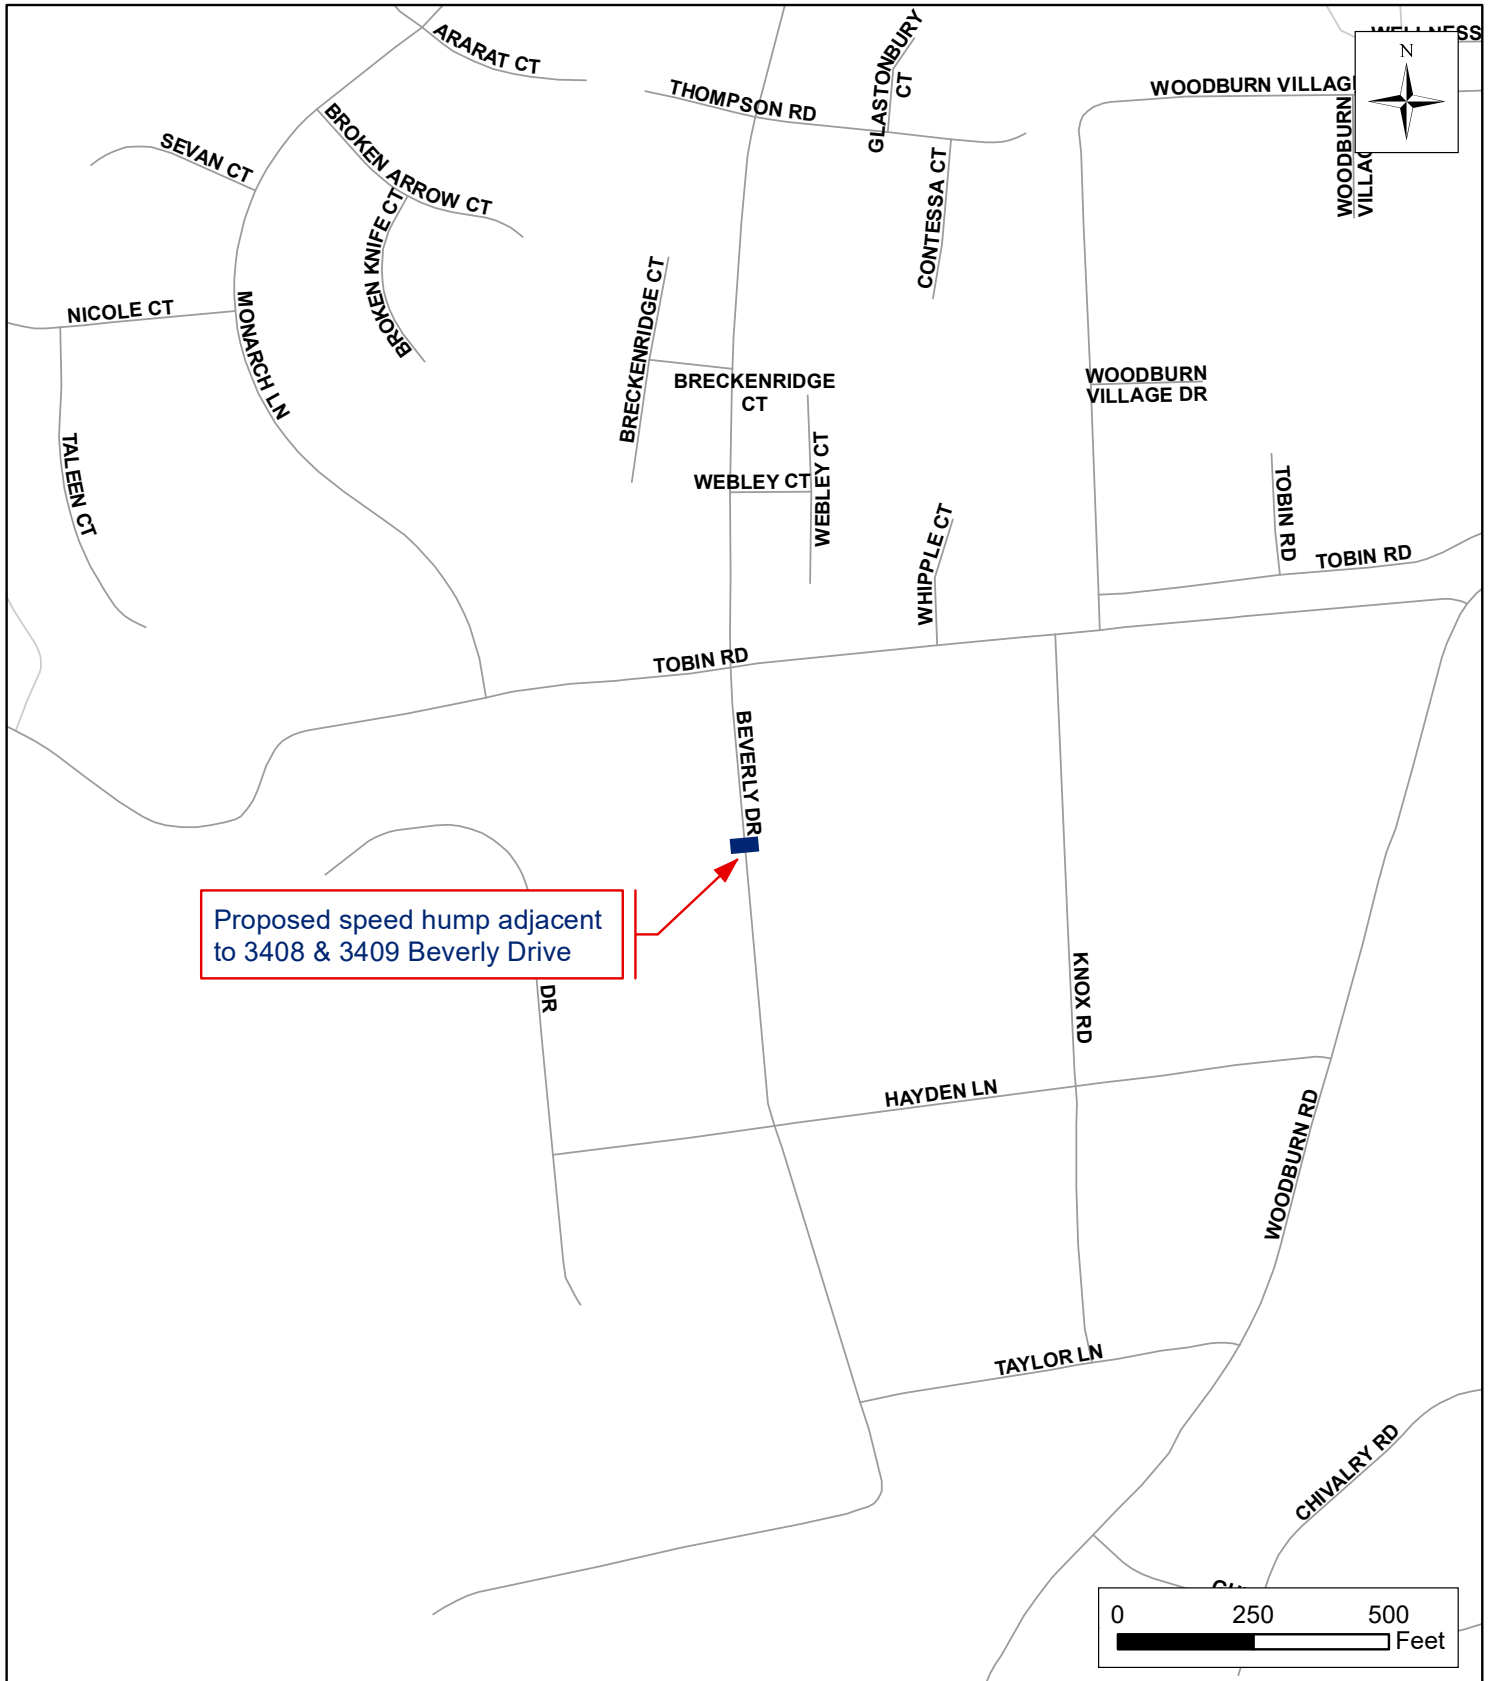 WELLNESS
N
ARARAT CT
GLASTONBURY
CT
THOMPSON RD
WOODBURN VILLAGE
WOODBURN
VILLAG
SEVAN CT
BROKEN ARROW CT
BROKEN KNIFE CT
BROKEN
CONTESSA CT
NICOLE CT
MONARCH LN
BRECKENRIDGE CT
BRECKENRIDGE
CT
WOODBURN
VILLAGE DR
TALEEN CT
WEBLEY CT
WEBLEY CT
WHIPPLE CT
TOBIN RD
TOBIN RD
TOBIN RD
BEVERLY DR
Proposed speed hump adjacent
to 3408 & 3409 Beverly Drive
DR
KNOX RD
HAYDEN LN
WOODBURN RD
TAYLOR LN
CHIVALRY RD
0 250 500
Feet